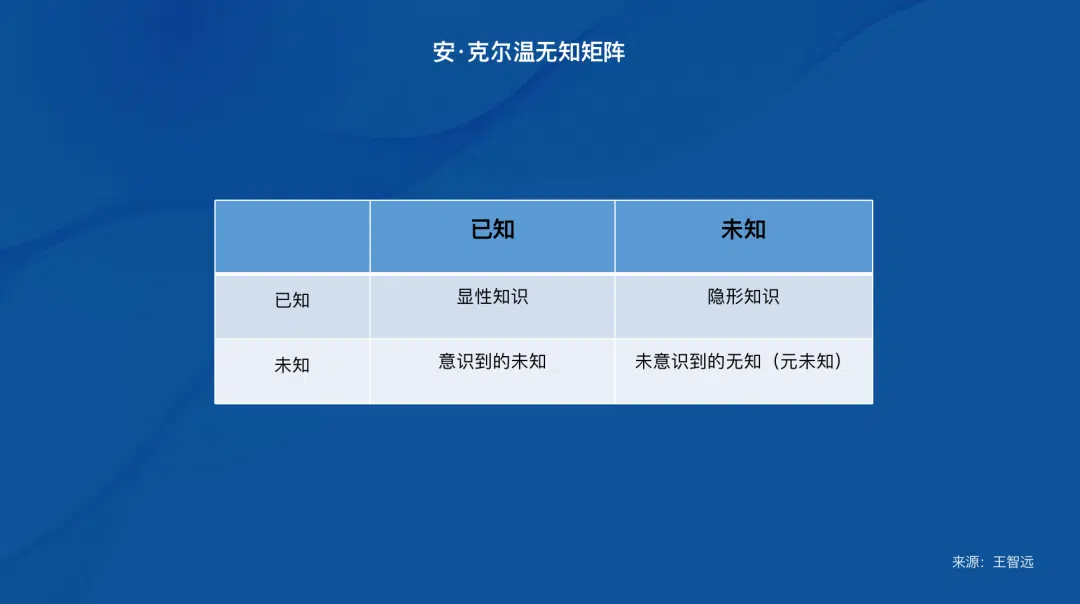 安·克尔温无知矩阵
已知 未知
已知 显性知识 隐形知识
未知 意识到的未知 未意识到的无知（元未知）
来源：王智远